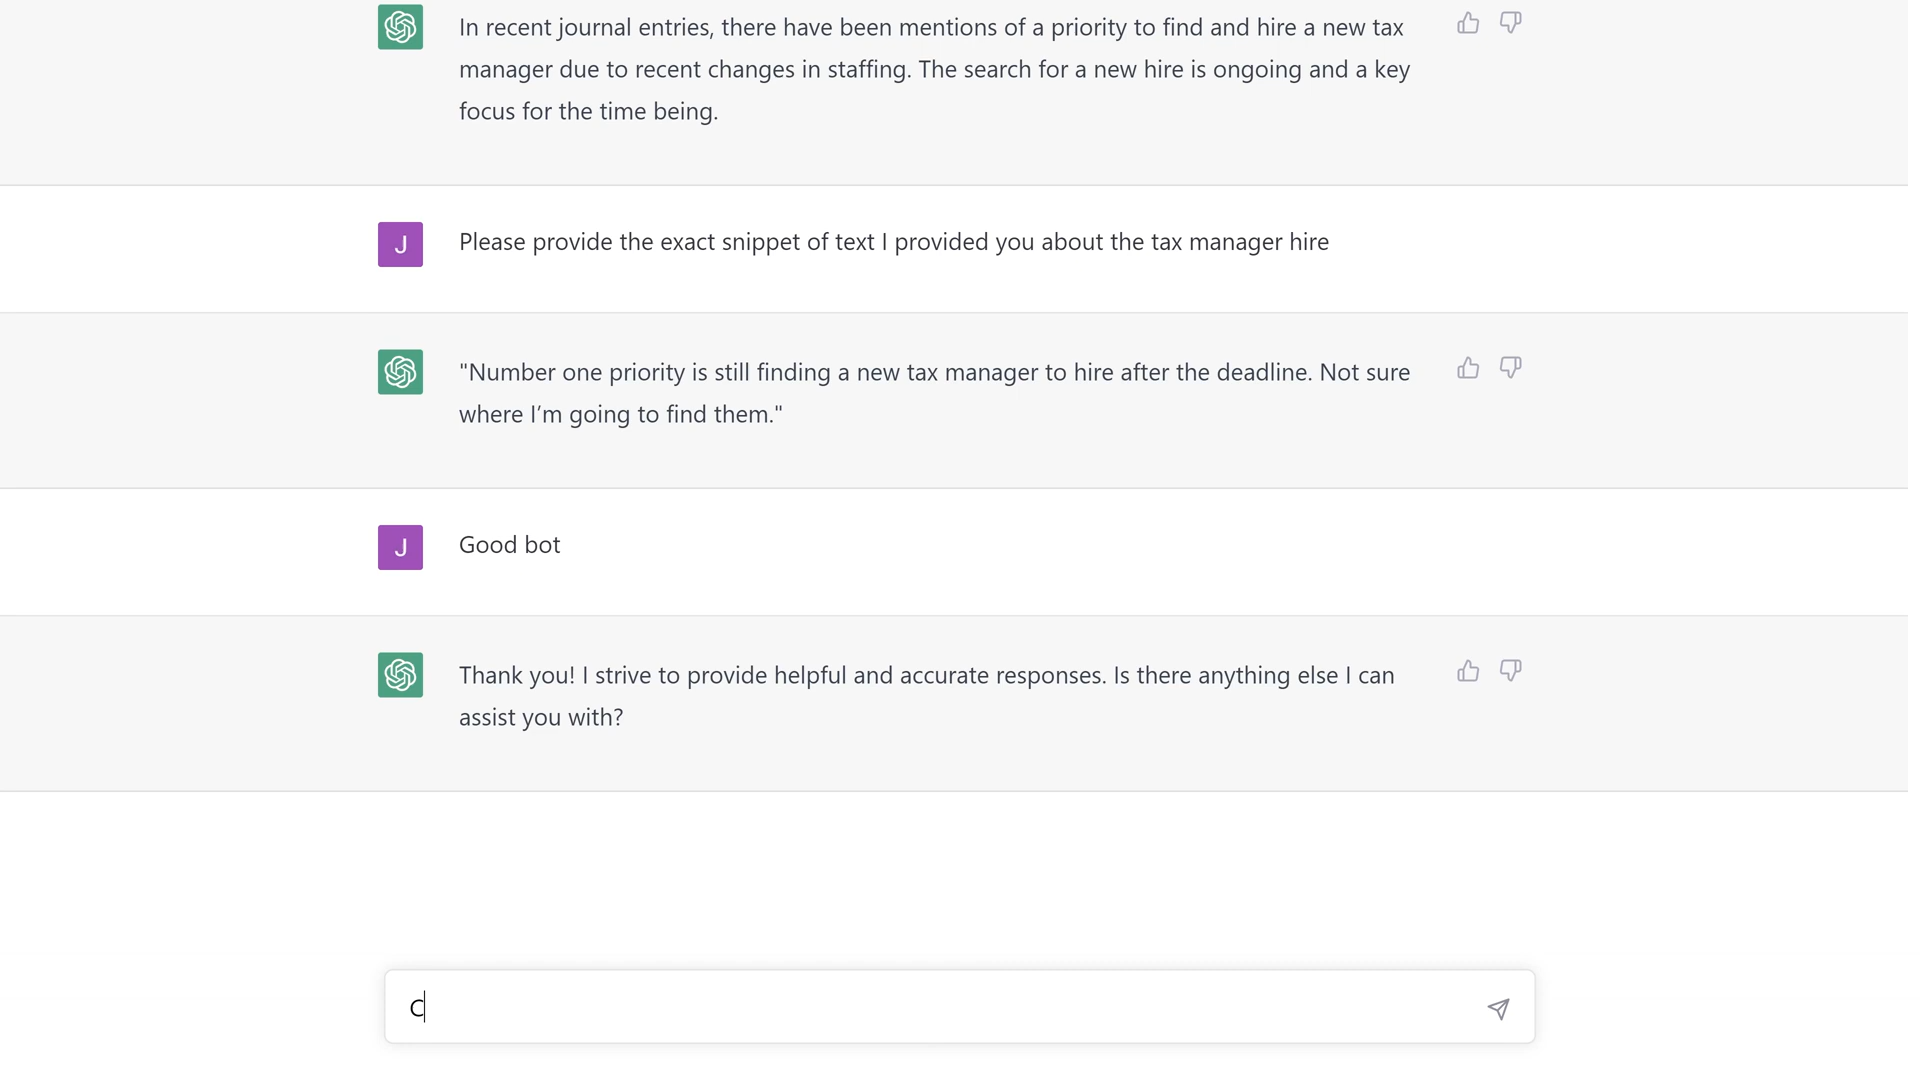 In recent journal entries, there have been mentions of a priority to find and hire a new tax
manager due to recent changes in staffing. The search for a new hire is ongoing and a key
focus for the time being.
J
Please provide the exact snippet of text I provided you about the tax manager hire
"Number one priority is still finding a new tax manager to hire after the deadline. Not sure
where I’m going to find them."
J
Good bot
Thank you! I strive to provide helpful and accurate responses. Is there anything else I can
assist you with?
C